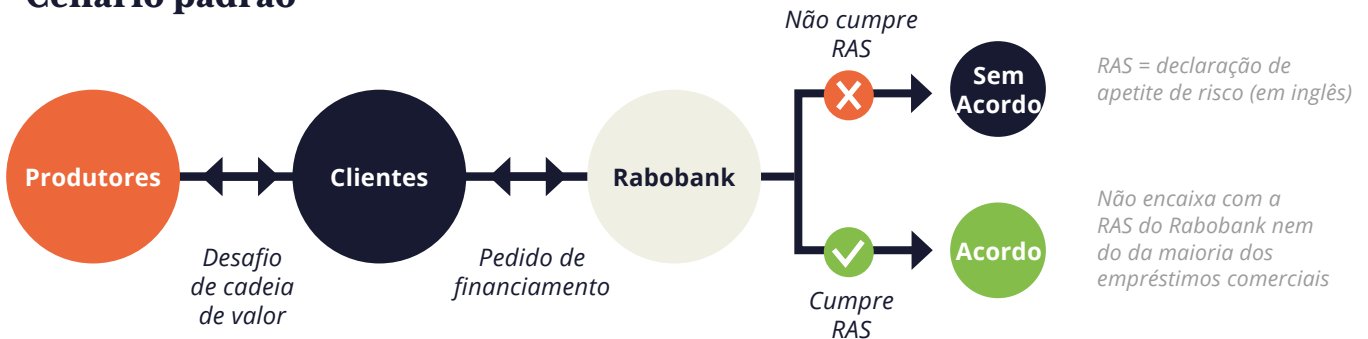 Cenário padrão
Não cumpre
RAS
Sem
Acordo
RAS = declaração de
apetite de risco (em inglês)
Produtores
Clientes
Rabobank
Desafio
de cadeia
de valor
Pedido de
financiamento
Acordo
Cumpre
RAS
Não encaixa com a
RAS do Rabobank nem
do da maioria dos
empréstimos comerciais